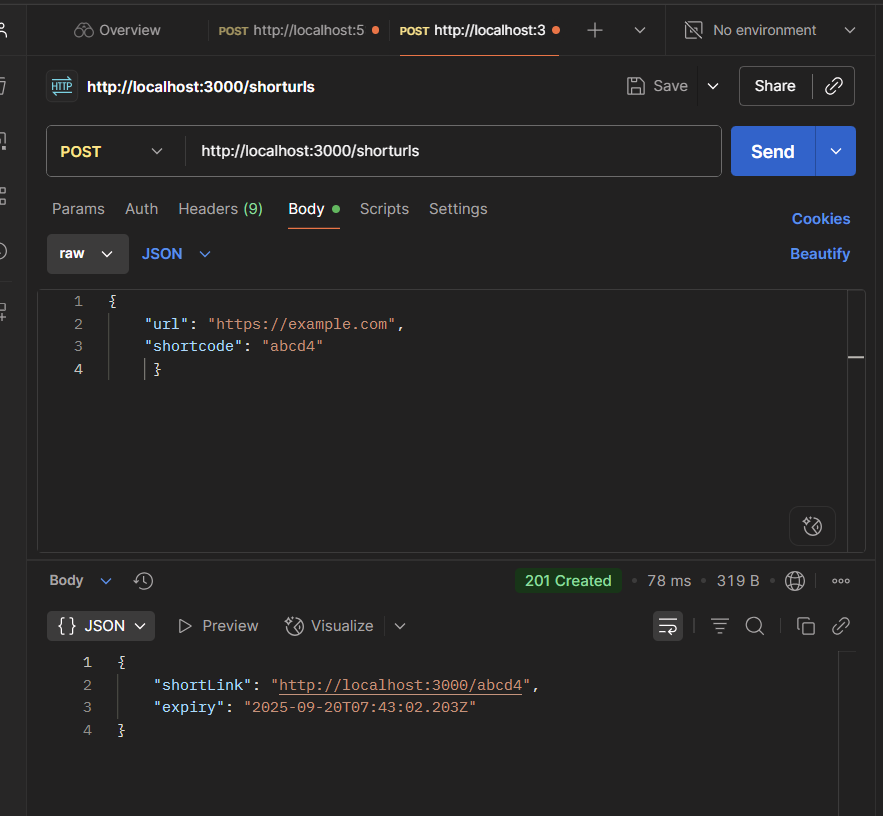 Overview
POST http://localhost:5
POST http://localhost:3
No environment
HTTP
http://localhost:3000/shorturls
Save
Share
POST
http://localhost:3000/shorturls
Send
Params
Auth
Headers (9)
Body
Scripts
Settings
Cookies
raw
JSON
Beautify
1 {
2 "url": "https://example.com",
3 "shortcode": "abcd4"
4 }
Body
201 Created
78 ms
319 B
{} JSON
Preview
Visualize
1 {
2 "shortLink": "http://localhost:3000/abcd4",
3 "expiry": "2025-09-20T07:43:02.203Z"
4 }